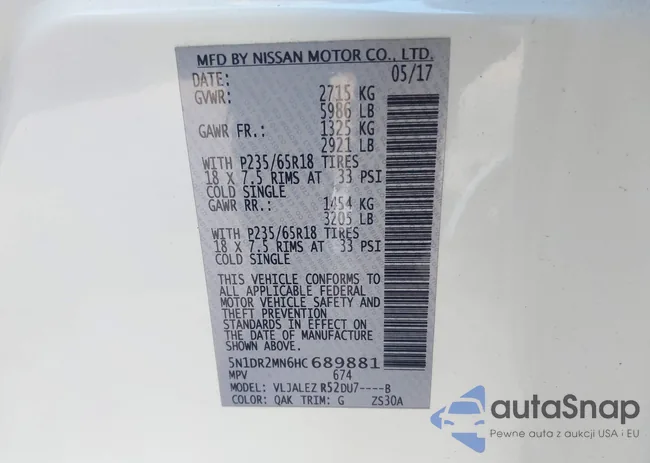 MFD BY NISSAN MOTOR CO., LTD.
DATE: 05/17
GVWR: 2715 KG
5986 LB
GAWR FR.: 1325 KG
2921 LB
WITH P235/65R18 TIRES
18 X 7.5 RIMS AT 33 PSI
COLD SINGLE
GAWR RR.: 1454 KG
3205 LB
WITH P235/65R18 TIRES
18 X 7.5 RIMS AT 33 PSI
COLD SINGLE
THIS VEHICLE CONFORMS TO
ALL APPLICABLE FEDERAL
MOTOR VEHICLE SAFETY AND
THEFT PREVENTION
STANDARDS IN EFFECT ON
THE DATE OF MANUFACTURE
SHOWN ABOVE.
5N1DR2MN6HC689881
MPV 674
MODEL: VLJALEZ R52DU7----B
COLOR: QAK TRIM: G ZS30A
autaSnap
Pewne auta z aukcji USA i EU